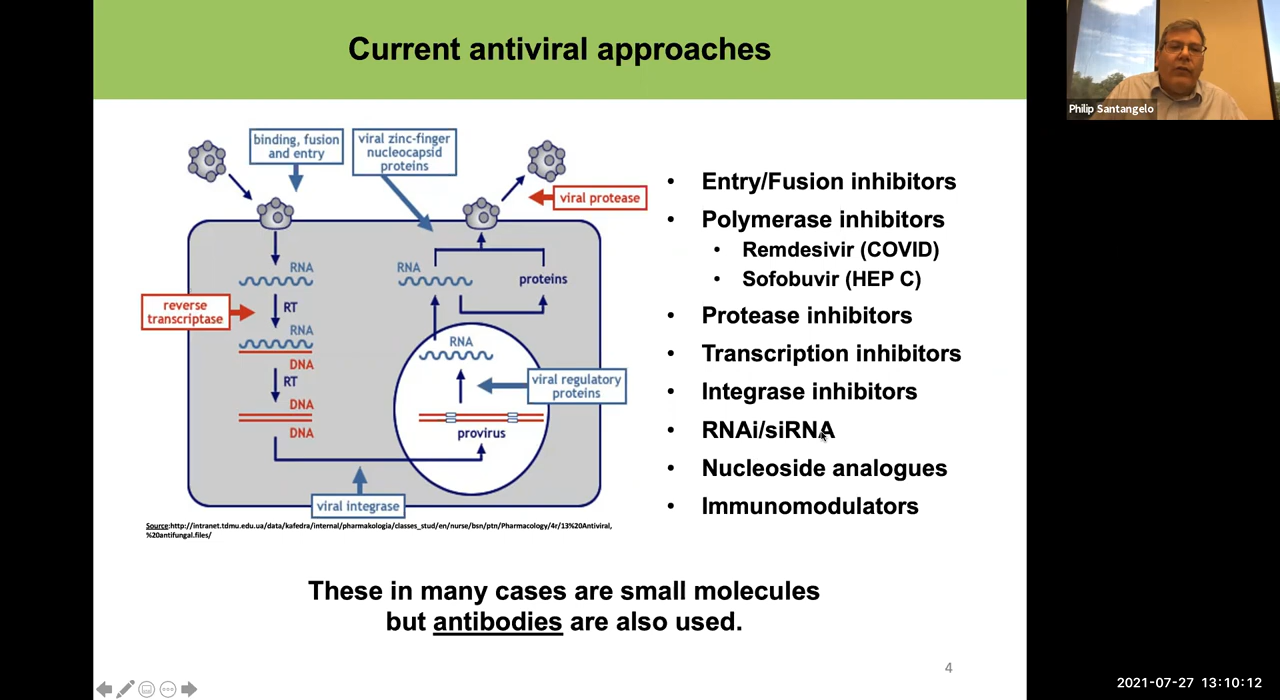 Current antiviral approaches
Philip Santangelo
binding, fusion
and entry
viral zinc-finger
nucleocapsid
proteins
viral protease
RNA
RNA
proteins
reverse
transcriptase
RT
RNA
DNA
RT
DNA
DNA
RNA
viral regulatory
proteins
provirus
viral integrase
Source:http://intranet.tdmu.edu.ua/data/kafedra/internal/pharmakologia/classes_stud/en/nurse/bsn/ptn/Pharmacology/4r/13%20Antiviral,
%20antifungal.files/
• Entry/Fusion inhibitors
• Polymerase inhibitors
• Remdesivir (COVID)
• Sofobuvir (HEP C)
• Protease inhibitors
• Transcription inhibitors
• Integrase inhibitors
• RNAi/siRNA
• Nucleoside analogues
• Immunomodulators
These in many cases are small molecules
but antibodies are also used.
4
2021-07-27 13:10:12